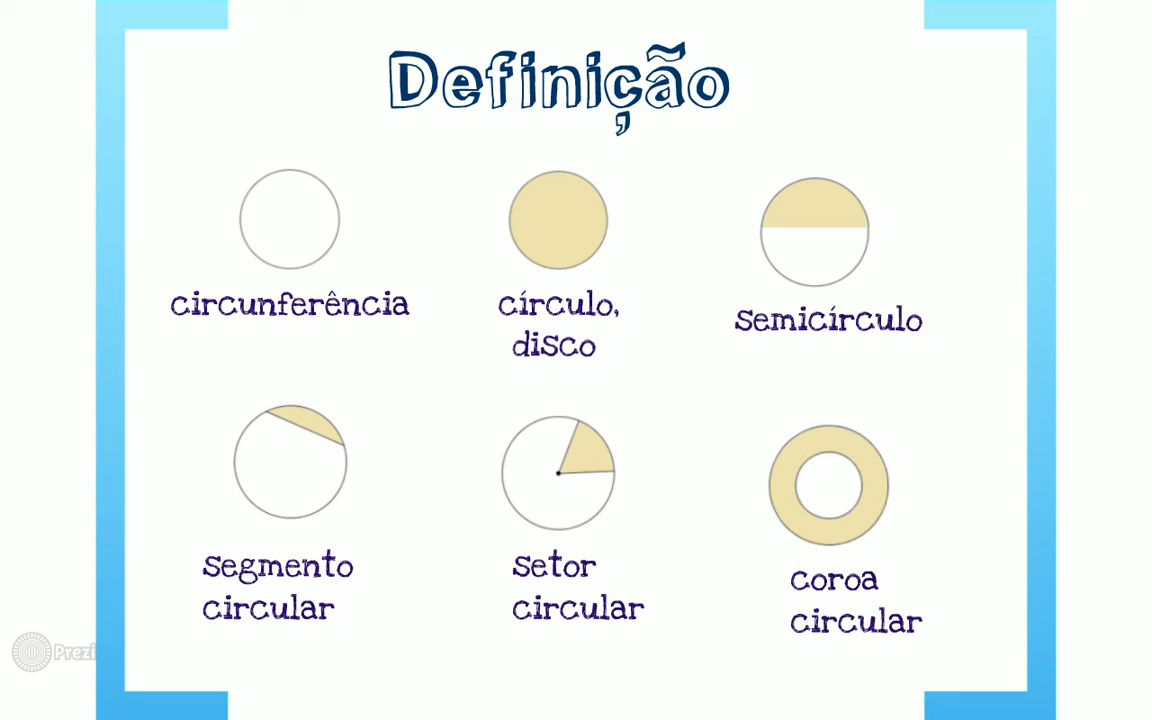 Definição
circunferência
círculo,
disco
semicírculo
segmento
circular
setor
circular
coroa
circular
Prezi